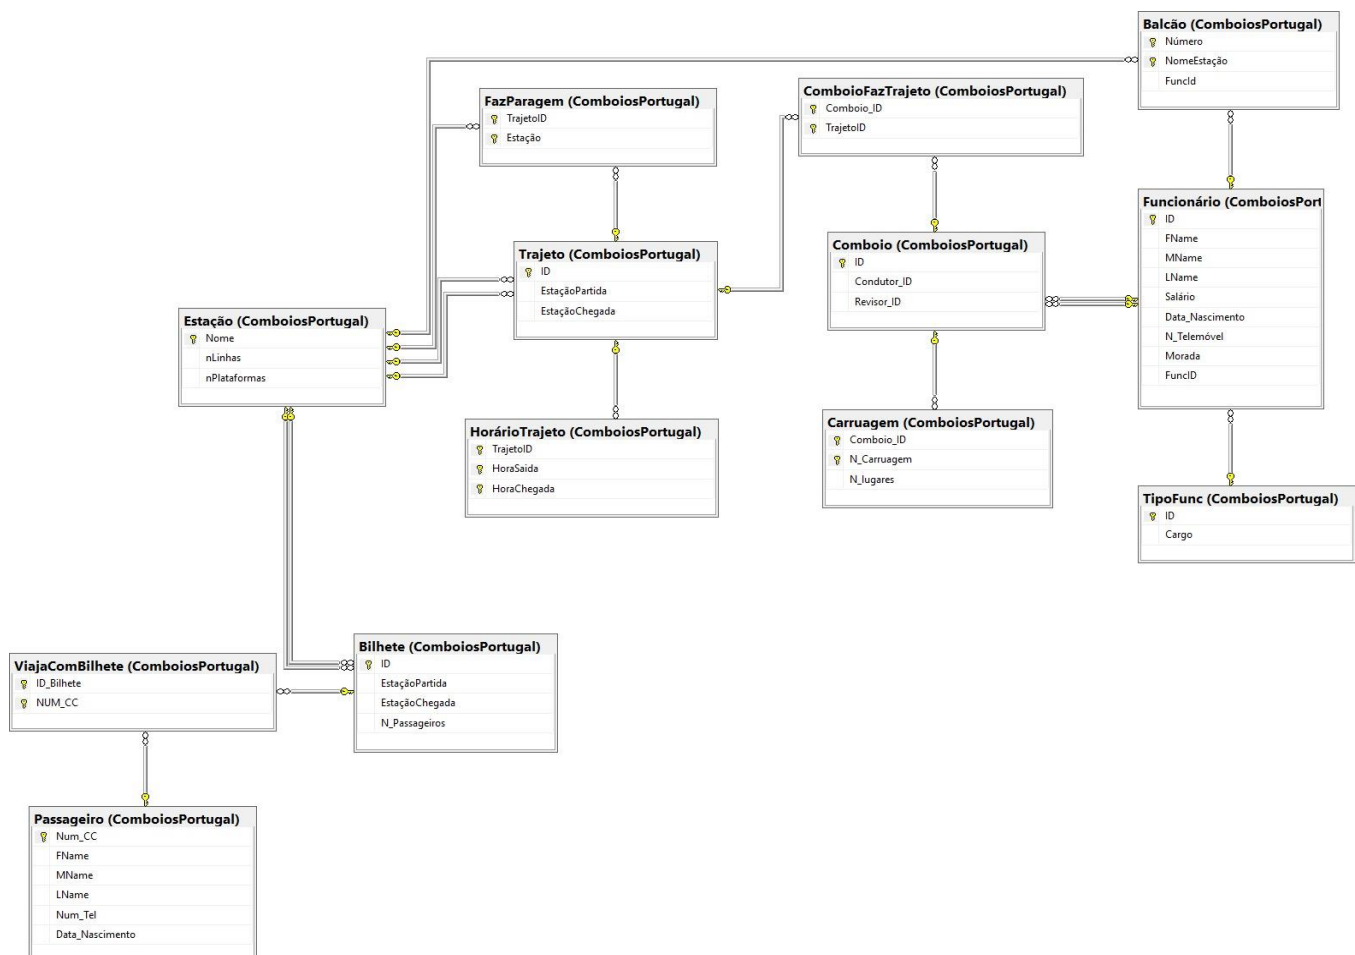 Balcão (ComboiosPortugal)
Número
NomeEstação
FuncId
FazParagem (ComboiosPortugal)
TrajetoID
Estação
ComboioFazTrajeto (ComboiosPortugal)
Comboio_ID
TrajetoID
Funcionário (ComboiosPort
ID
FName
MName
LName
Salário
Data_Nascimento
N_Telemóvel
Morada
FuncID
Trajeto (ComboiosPortugal)
ID
EstaçãoPartida
EstaçãoChegada
Comboio (ComboiosPortugal)
ID
Condutor_ID
Revisor_ID
Estação (ComboiosPortugal)
Nome
nLinhas
nPlataformas
HorárioTrajeto (ComboiosPortugal)
TrajetoID
HoraSaida
HoraChegada
Carruagem (ComboiosPortugal)
Comboio_ID
N_Carruagem
N_lugares
TipoFunc (ComboiosPortugal)
ID
Cargo
ViajaComBilhete (ComboiosPortugal)
ID_Bilhete
NUM_CC
Bilhete (ComboiosPortugal)
ID
EstaçãoPartida
EstaçãoChegada
N_Passageiros
Passageiro (ComboiosPortugal)
Num_CC
FName
MName
LName
Num_Tel
Data_Nascimento